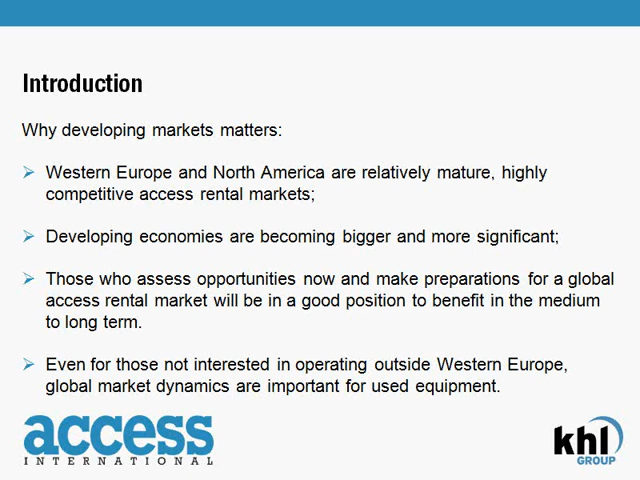 Introduction
Why developing markets matters:
Western Europe and North America are relatively mature, highly
competitive access rental markets;
Developing economies are becoming bigger and more significant;
Those who assess opportunities now and make preparations for a global
access rental market will be in a good position to benefit in the medium
to long term.
Even for those not interested in operating outside Western Europe,
global market dynamics are important for used equipment.
access
INTERNATIONAL
khl
GROUP